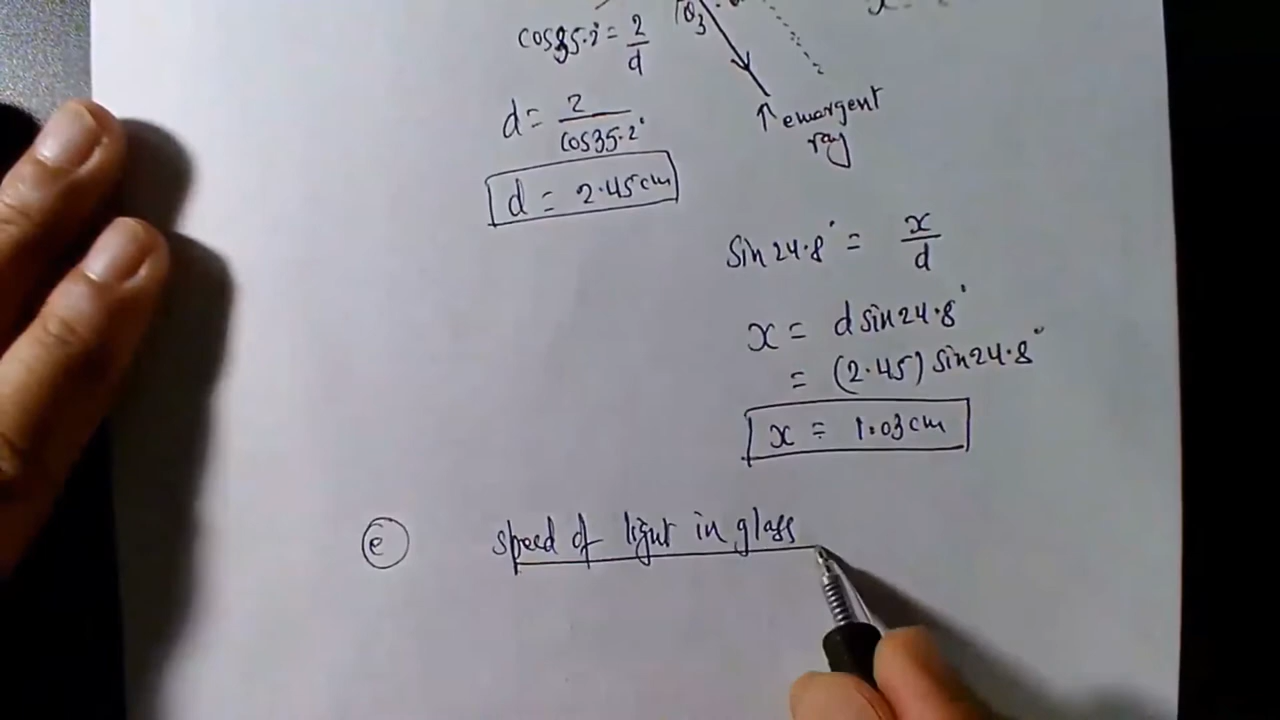 cos35.2° = 2/d
θ3
d = 2/cos35.2°
d = 2.45cm
↑ emargent
ray
sin24.8° = x/d
x = d sin24.8°
= (2.45) sin24.8°
x = 1.03cm
e speed of light in glass